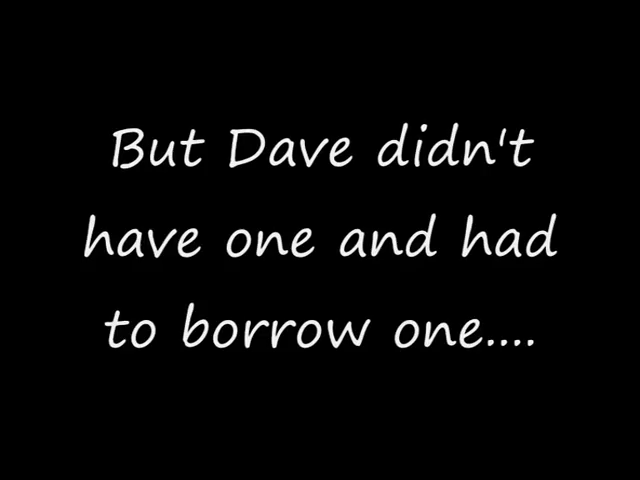 But Dave didn't
have one and had
to borrow one....